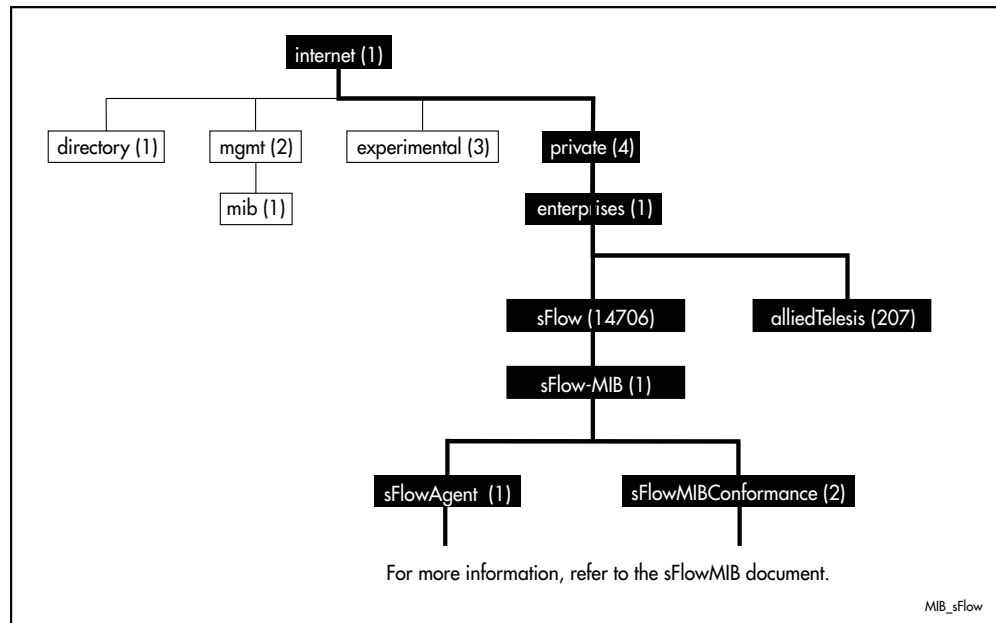 internet (1)
directory (1)
mgmt (2)
experimental (3)
private (4)
mib (1)
enterprises (1)
sFlow (14706)
alliedTelesis (207)
sFlow-MIB (1)
sFlowAgent (1)
sFlowMIBConformance (2)
For more information, refer to the sFlowMIB document.
MIB_sFlow